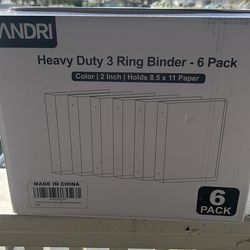 ANDRI
Heavy Duty 3 Ring Binder - 6 Pack
Color | 2 Inch | Holds 8.5 x 11 Paper
MADE IN CHINA
6
PACK